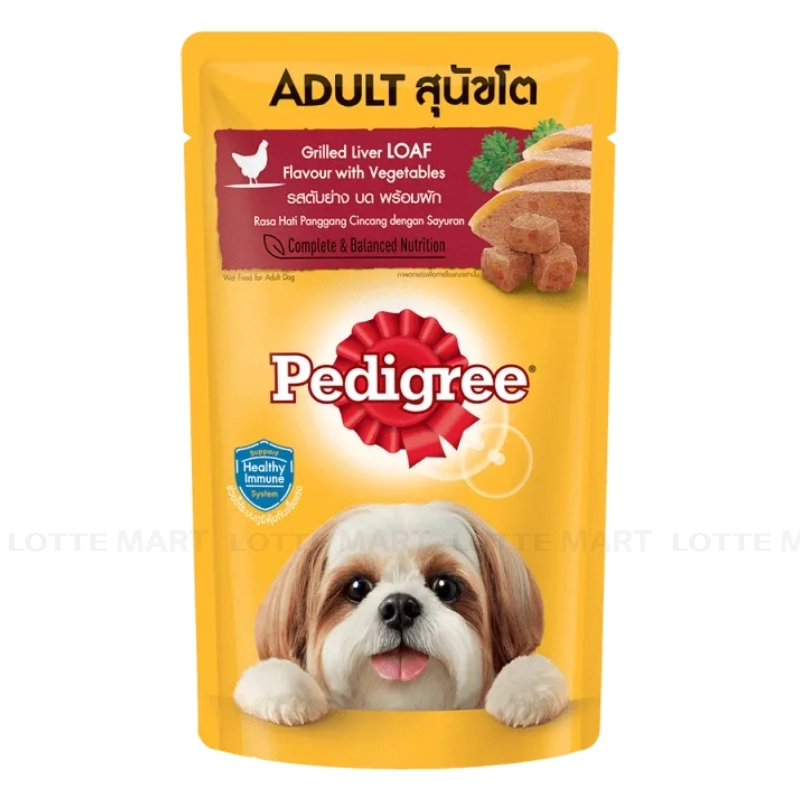 ADULT สุนัขโต
Grilled Liver LOAF
Flavour with Vegetables
รสตับย่าง บด พร้อมผัก
Rasa Hati Panggang Cincang dengan Sayuran
Complete & Balanced Nutrition
Wet Food for Adult Dog
Pedigree®
Support
Healthy
Immune
System
LOTTE MART LOTTE MART LOTTE MART